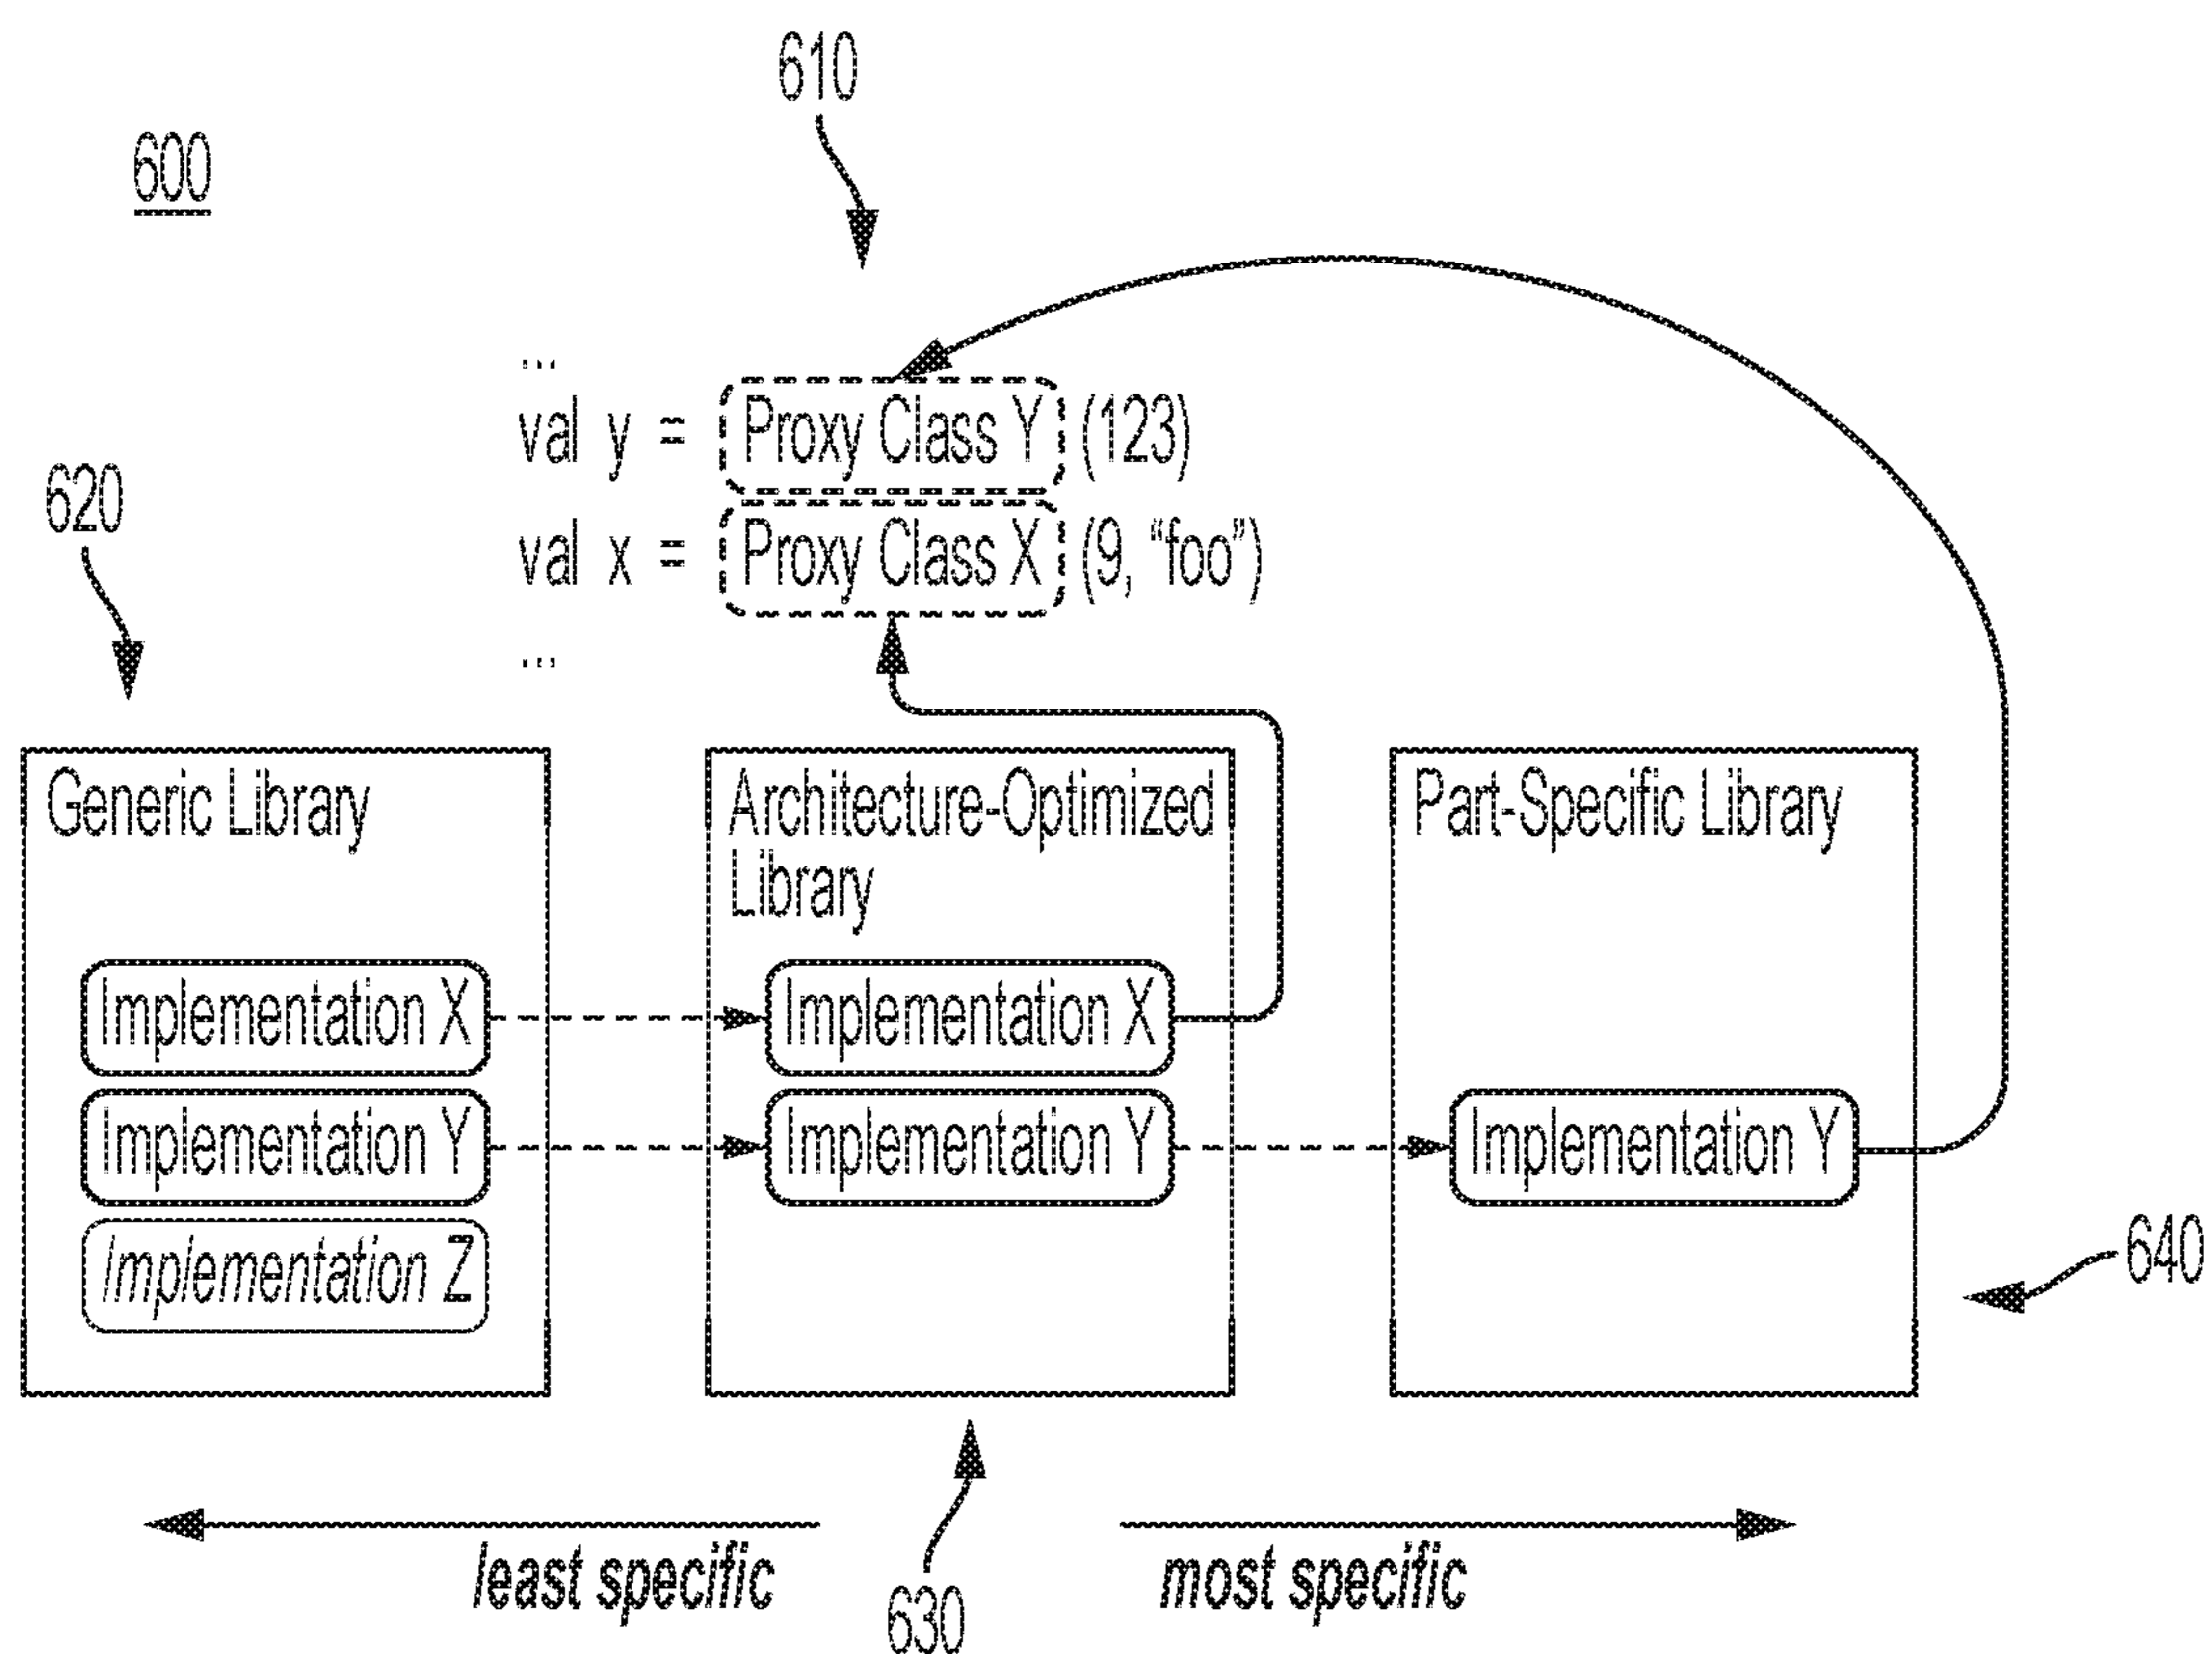 610
600
...
val y = Proxy Class Y (123)
620
val x = Proxy Class X (9, “foo”)
...
Generic Library
Implementation X
Implementation Y
Implementation Z
Architecture-Optimized
Library
Implementation X
Implementation Y
Part-Specific Library
Implementation Y
640
least specific
most specific
630